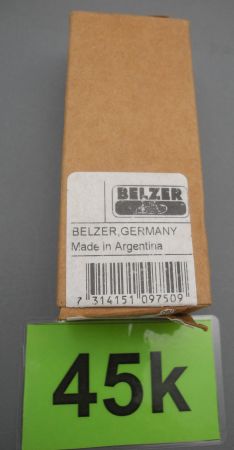 BELZER
BELZER,GERMANY
Made in Argentina
7 314151 097509
45k